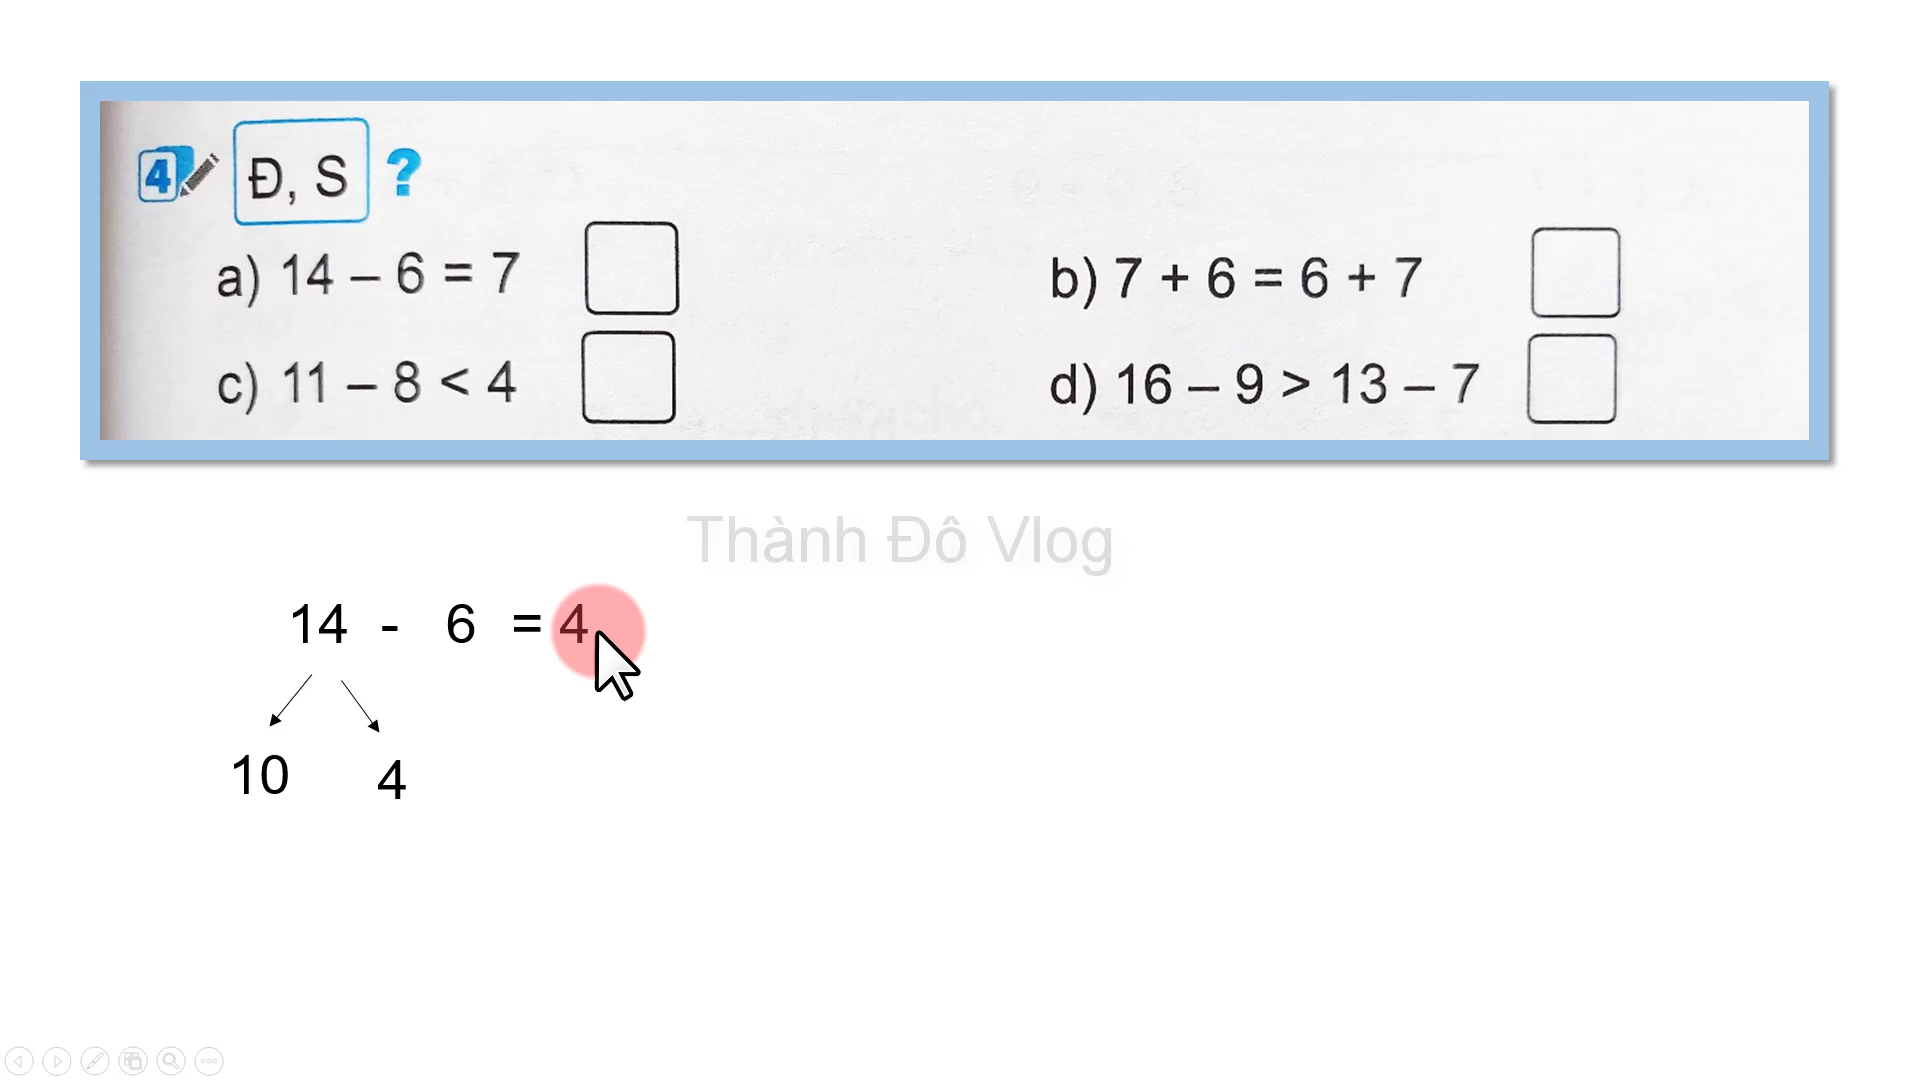 4 Đ, S ?
a) 14 – 6 = 7
b) 7 + 6 = 6 + 7
c) 11 – 8 < 4
d) 16 – 9 > 13 – 7
Thành Đô Vlog
14 - 6 = 4
10 4